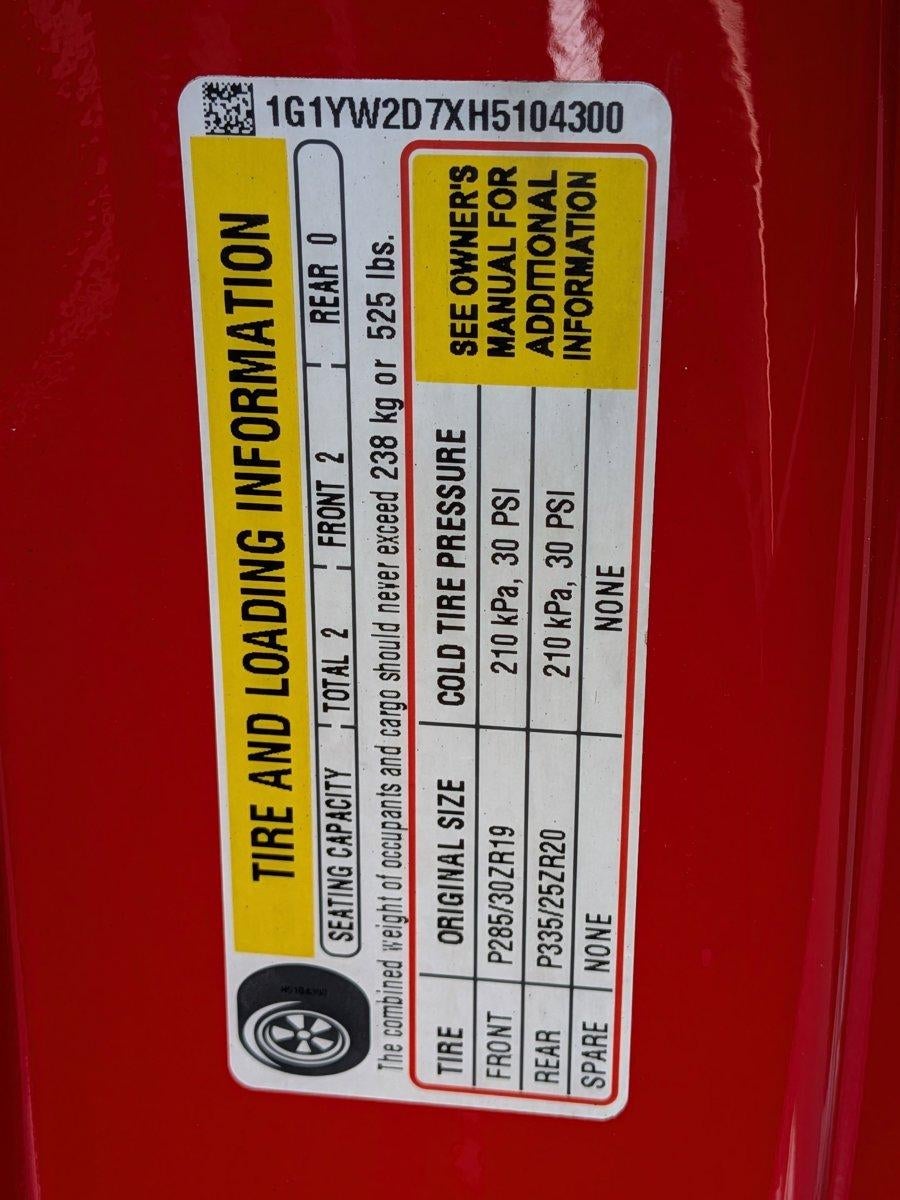 1G1YW2D7XH5104300
TIRE AND LOADING INFORMATION
SEATING CAPACITY TOTAL 2 FRONT 2 REAR 0
The combined weight of occupants and cargo should never exceed 238 kg or 525 lbs.
TIRE ORIGINAL SIZE COLD TIRE PRESSURE
FRONT P285/30ZR19 210 kPa, 30 PSI
REAR P335/25ZR20 210 kPa, 30 PSI
SPARE NONE NONE
SEE OWNER'S
MANUAL FOR
ADDITIONAL
INFORMATION